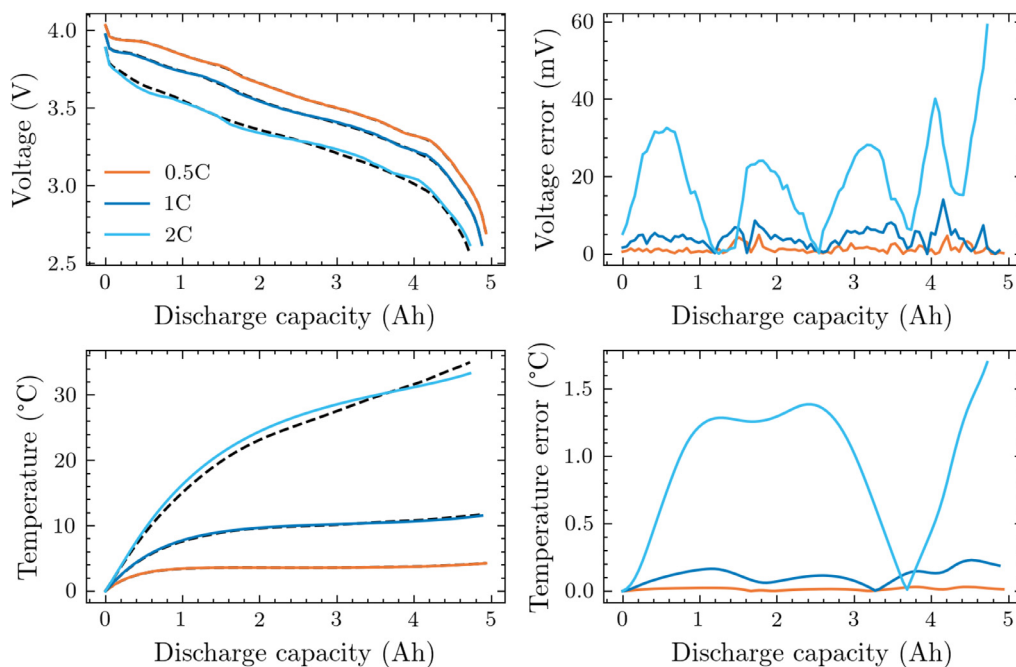 Voltage (V)
4.0
3.5
3.0
2.5
0.5C
1C
2C
0 1 2 3 4 5
Discharge capacity (Ah)
Voltage error (mV)
60
40
20
0
0 1 2 3 4 5
Discharge capacity (Ah)
Temperature (°C)
30
20
10
0
0 1 2 3 4 5
Discharge capacity (Ah)
Temperature error (°C)
1.5
1.0
0.5
0.0
0 1 2 3 4 5
Discharge capacity (Ah)